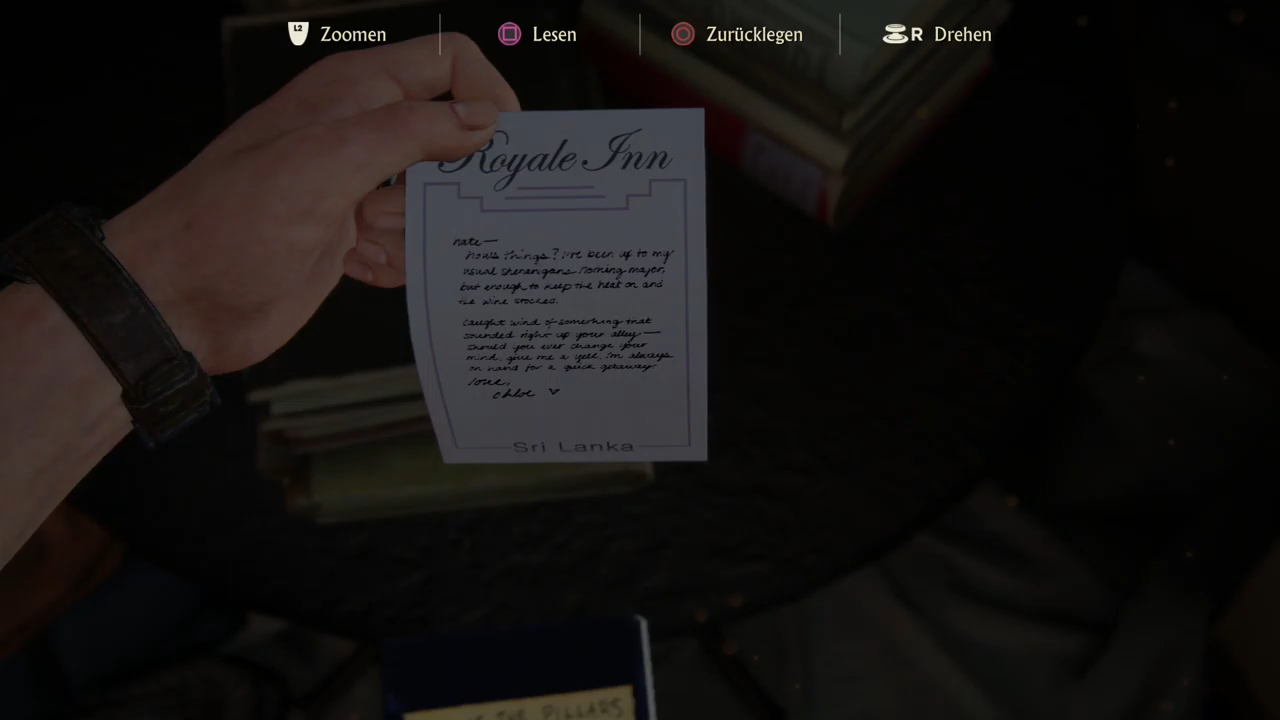 L2 Zoomen Lesen Zurücklegen R Drehen
Royale Inn
nate—
how's things? i've been up to my
usual shenanigans. nothing major,
but enough to keep the heat on and
the wine stocked.
caught wind of something that
sounded right up your alley—
should you ever change your
mind, give me a yell. i'm always
on hand for a quick getaway.
love,
chloe
Sri Lanka
THE PILLARS